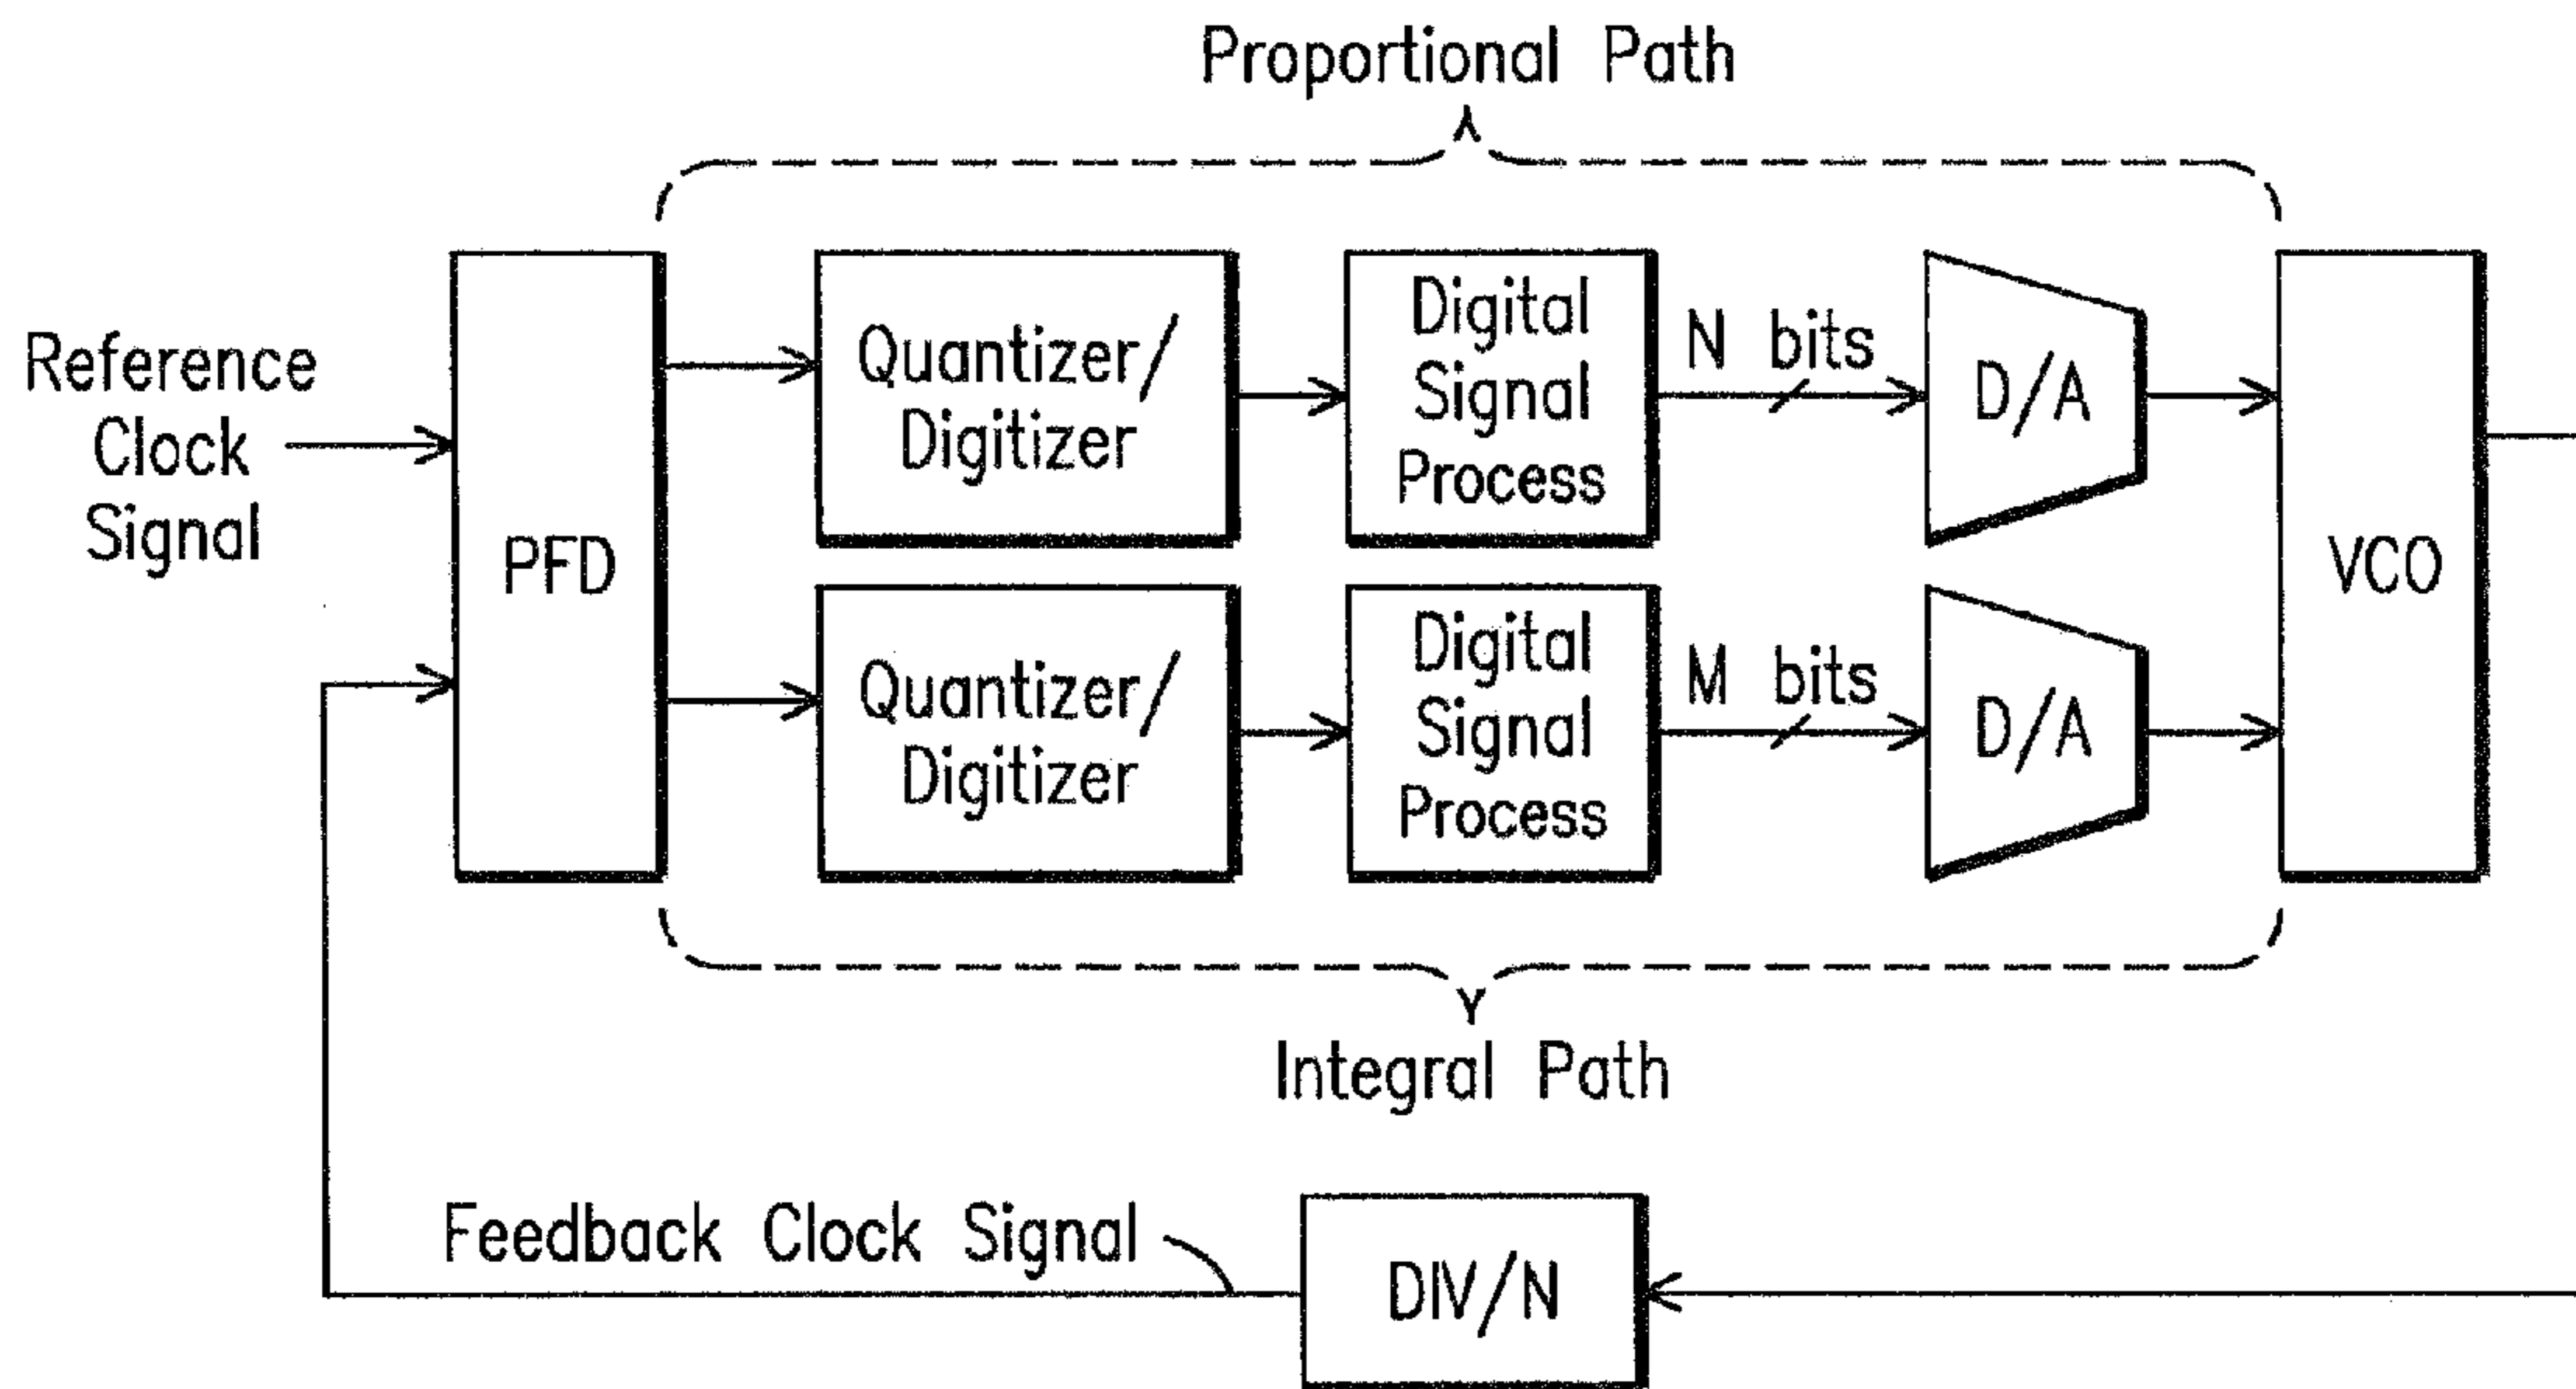 Proportional Path
Reference
Clock
Signal
PFD
Quantizer/
Digitizer
Digital
Signal
Process
N bits
D/A
VCO
Quantizer/
Digitizer
Digital
Signal
Process
M bits
D/A
Integral Path
Feedback Clock Signal
DIV/N